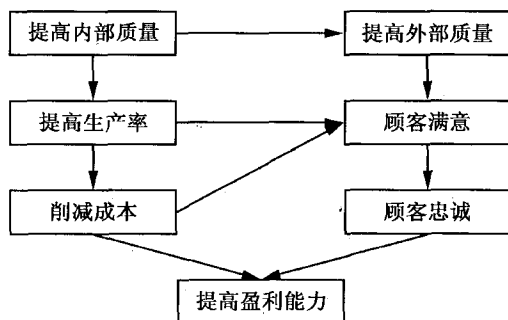 提高内部质量
提高外部质量
提高生产率
顾客满意
削减成本
顾客忠诚
提高盈利能力